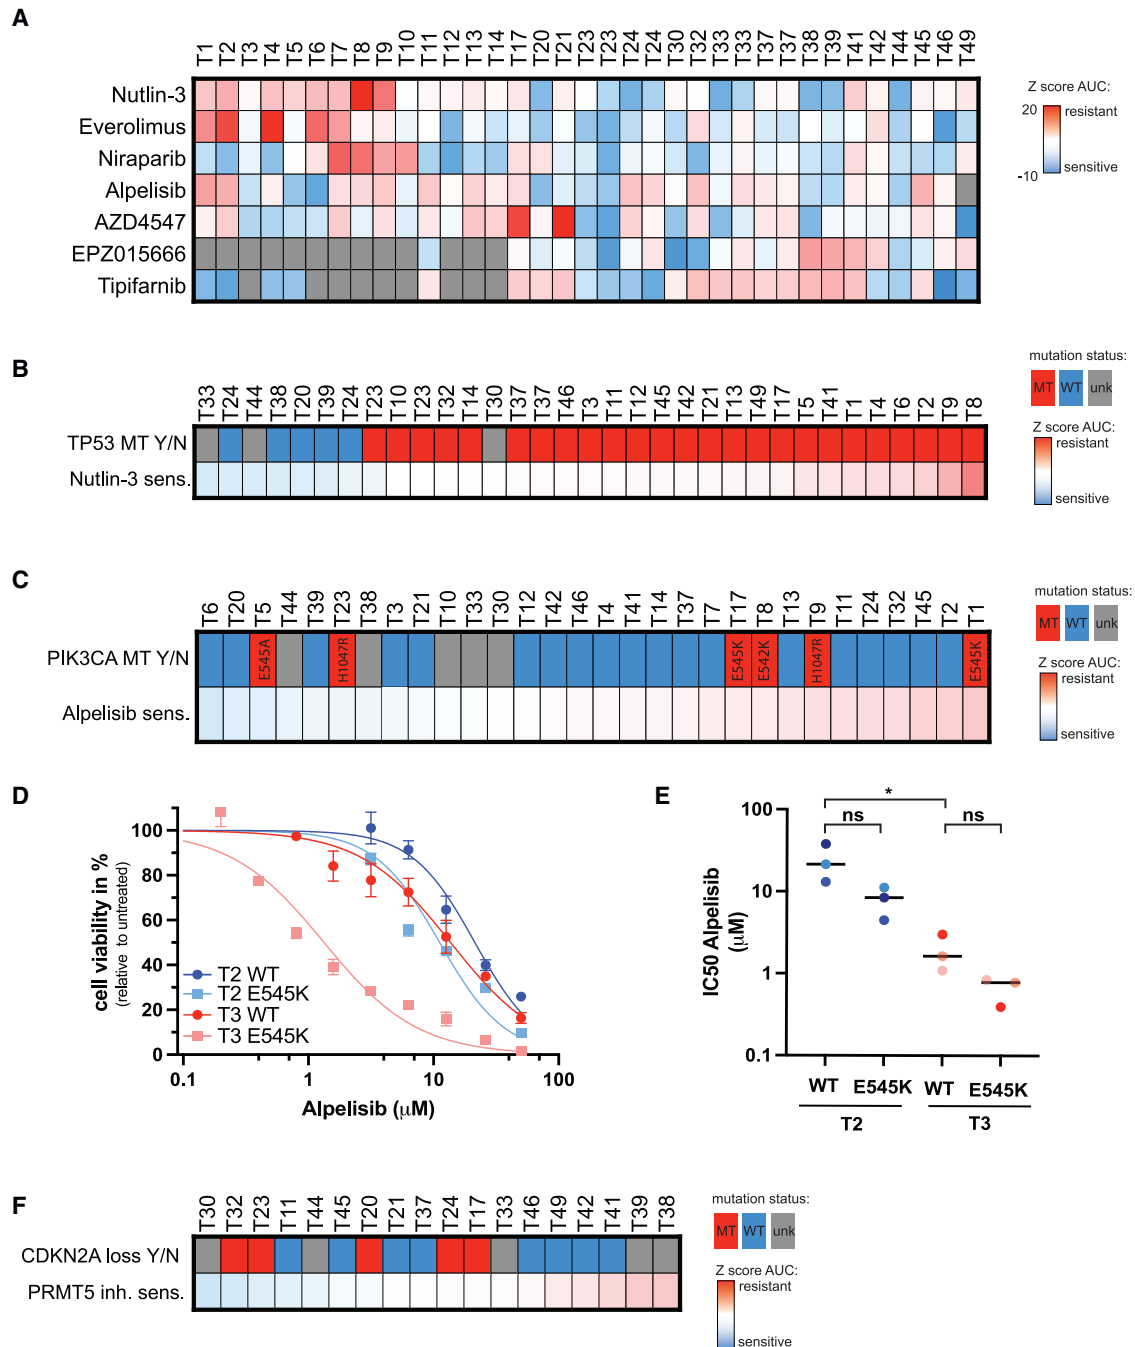 A
T1 T2 T3 T4 T5 T6 T7 T8 T9 T10 T11 T12 T13 T14 T17 T20 T21 T23 T23 T24 T24 T30 T32 T33 T33 T37 T37 T38 T39 T41 T42 T44 T45 T46 T49
Nutlin-3
Everolimus
Niraparib
Alpelisib
AZD4547
EPZ015666
Tipifarnib
Z score AUC:
20 resistant
-10 sensitive
B
T33 T24 T44 T38 T20 T39 T24 T23 T10 T23 T32 T14 T30 T37 T37 T46 T3 T11 T12 T45 T42 T21 T13 T49 T17 T5 T41 T1 T4 T6 T2 T9 T8
TP53 MT Y/N
Nutlin-3 sens.
mutation status:
MT WT unk
Z score AUC:
resistant
sensitive
C
T6 T20 T5 T44 T39 T23 T38 T3 T21 T10 T33 T30 T12 T42 T46 T4 T41 T14 T37 T7 T17 T8 T13 T9 T11 T24 T32 T45 T2 T1
PIK3CA MT Y/N
E545A H1047R E545K E542K H1047R E545K
Alpelisib sens.
mutation status:
MT WT unk
Z score AUC:
resistant
sensitive
D
cell viability in %
(relative to untreated)
100
80
60
40
20
0
T2 WT
T2 E545K
T3 WT
T3 E545K
0.1 1 10 100
Alpelisib (μM)
E
IC50 Alpelisib
(μM)
100
10
1
0.1
*
ns ns
WT E545K WT E545K
T2 T3
F
T30 T32 T23 T11 T44 T45 T20 T21 T37 T24 T17 T33 T46 T49 T42 T41 T39 T38
CDKN2A loss Y/N
PRMT5 inh. sens.
mutation status:
MT WT unk
Z score AUC:
resistant
sensitive